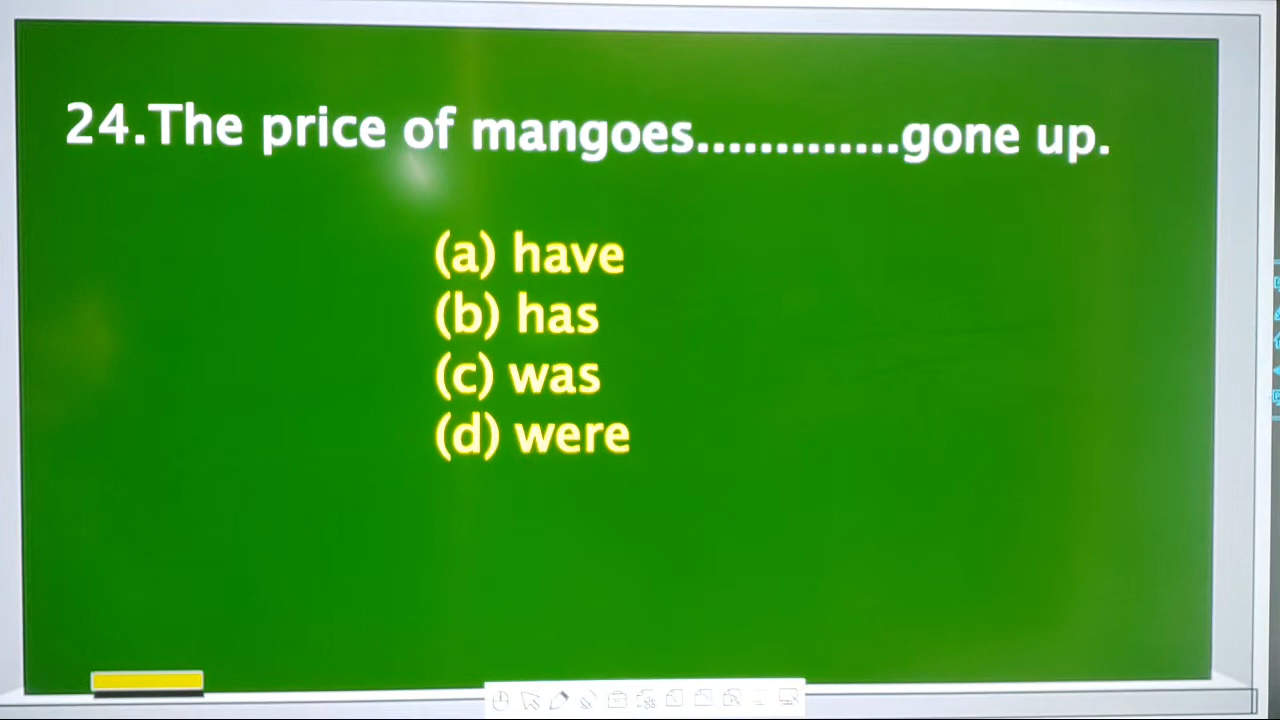 24.The price of mangoes.............gone up.
(a) have
(b) has
(c) was
(d) were